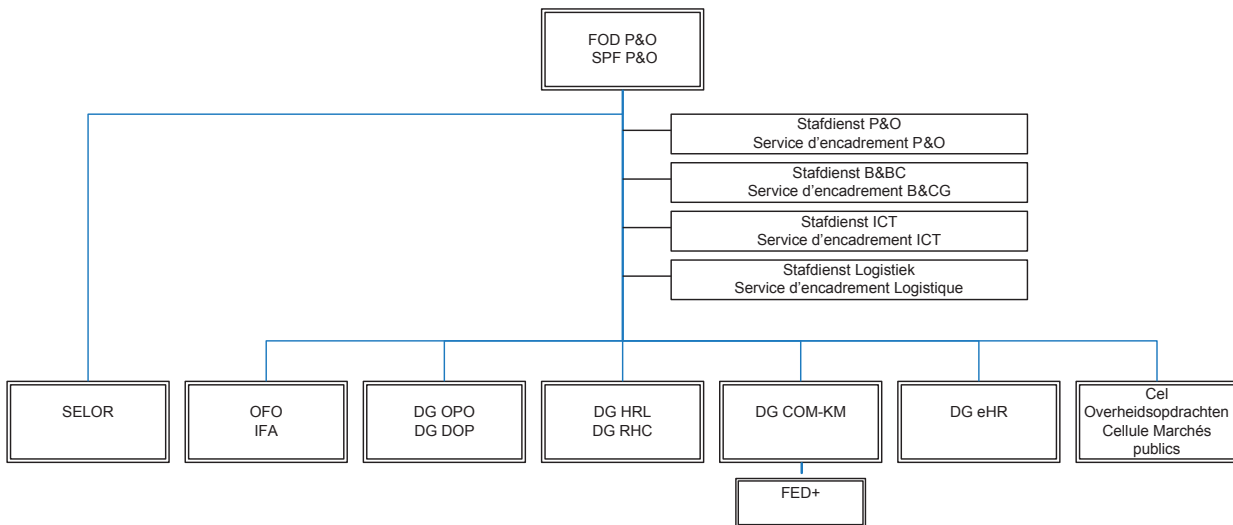 FOD P&O
SPF P&O
Stafdienst P&O
Service d'encadrement P&O
Stafdienst B&BC
Service d'encadrement B&CG
Stafdienst ICT
Service d'encadrement ICT
Stafdienst Logistiek
Service d'encadrement Logistique
SELOR
OFO
IFA
DG OPO
DG DOP
DG HRL
DG RHC
DG COM-KM
DG eHR
Cel
Overheidsopdrachten
Cellule Marchés
publics
FED+